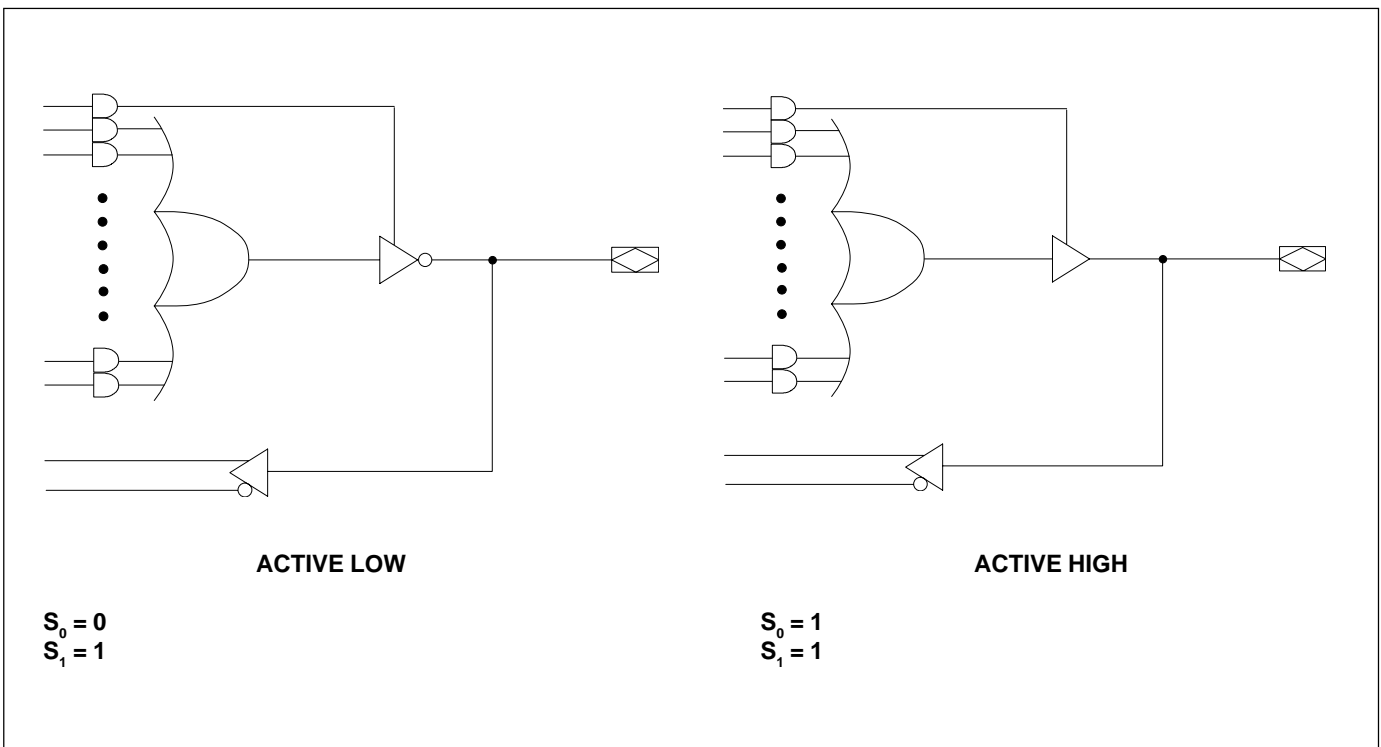 ACTIVE LOW
ACTIVE HIGH
S₀ = 0
S₁ = 1
S₀ = 1
S₁ = 1